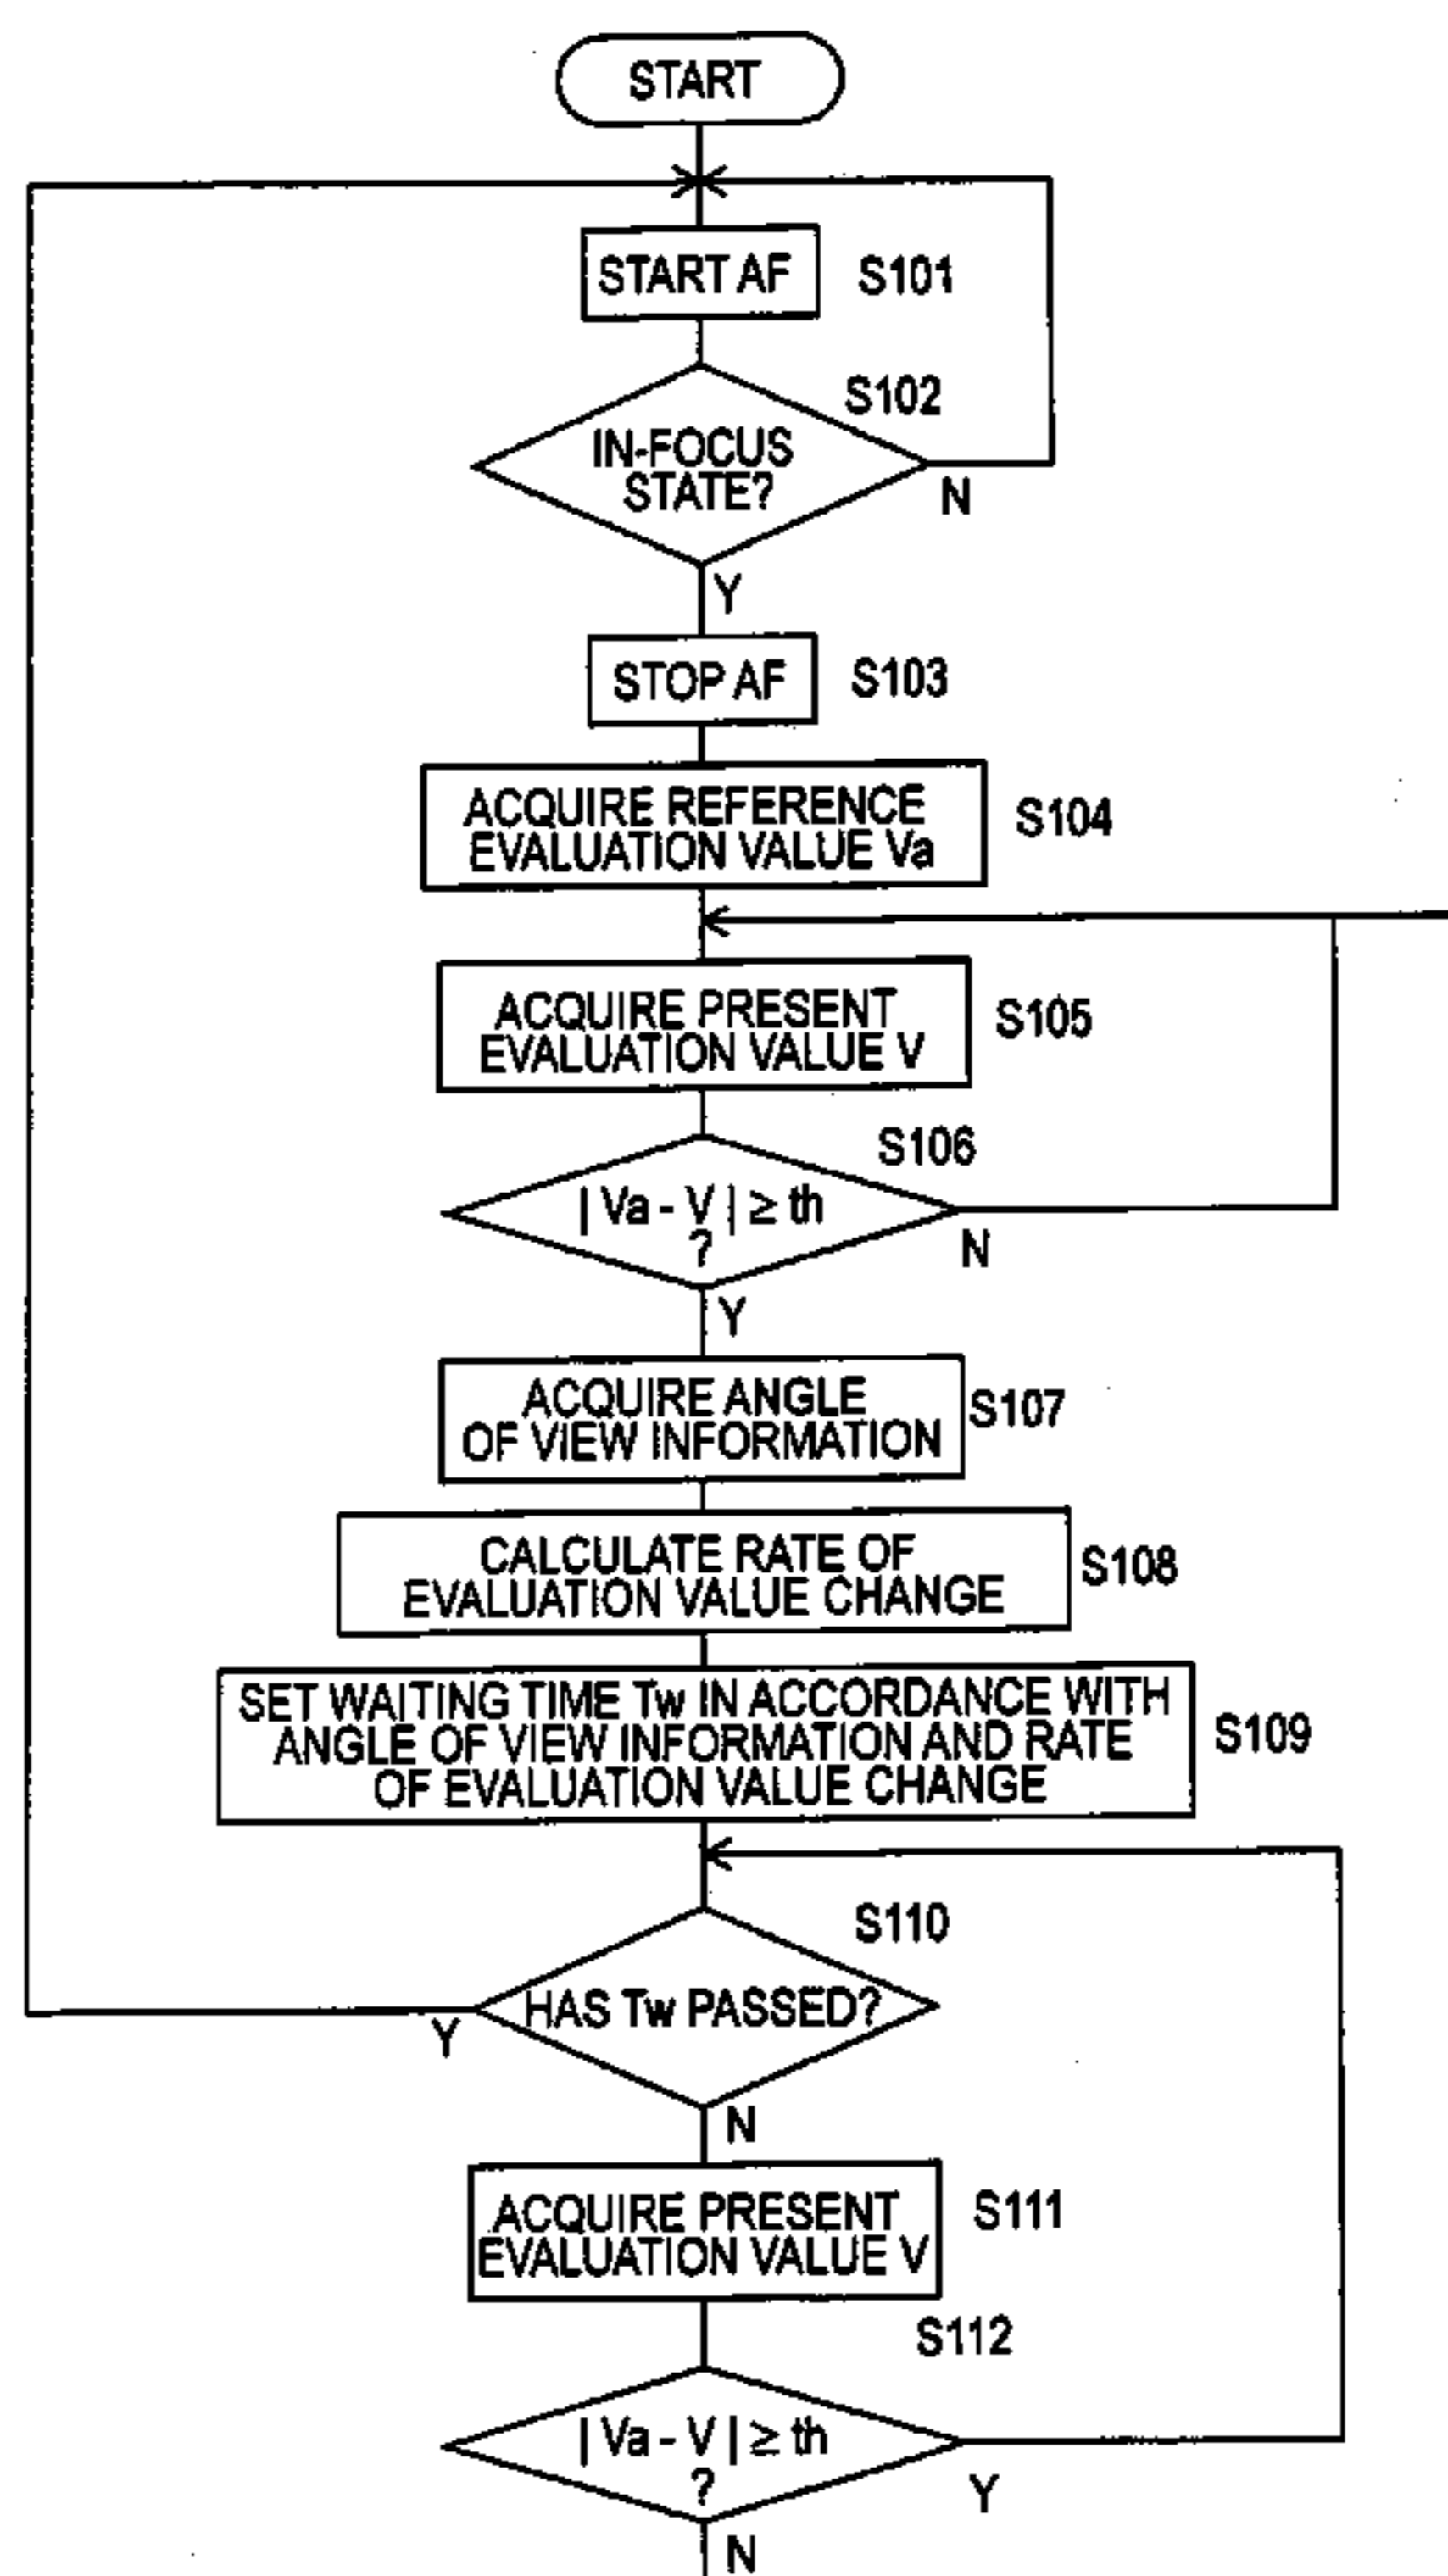 START
START AF
S101
S102
IN-FOCUS
STATE?
N
Y
STOP AF
S103
ACQUIRE REFERENCE
EVALUATION VALUE Va
S104
ACQUIRE PRESENT
EVALUATION VALUE V
S105
S106
| Va - V | ≥ th
?
N
Y
ACQUIRE ANGLE
OF VIEW INFORMATION
S107
CALCULATE RATE OF
EVALUATION VALUE CHANGE
S108
SET WAITING TIME Tw IN ACCORDANCE WITH
ANGLE OF VIEW INFORMATION AND RATE
OF EVALUATION VALUE CHANGE
S109
S110
HAS Tw PASSED?
Y
N
ACQUIRE PRESENT
EVALUATION VALUE V
S111
S112
| Va - V | ≥ th
?
Y
N